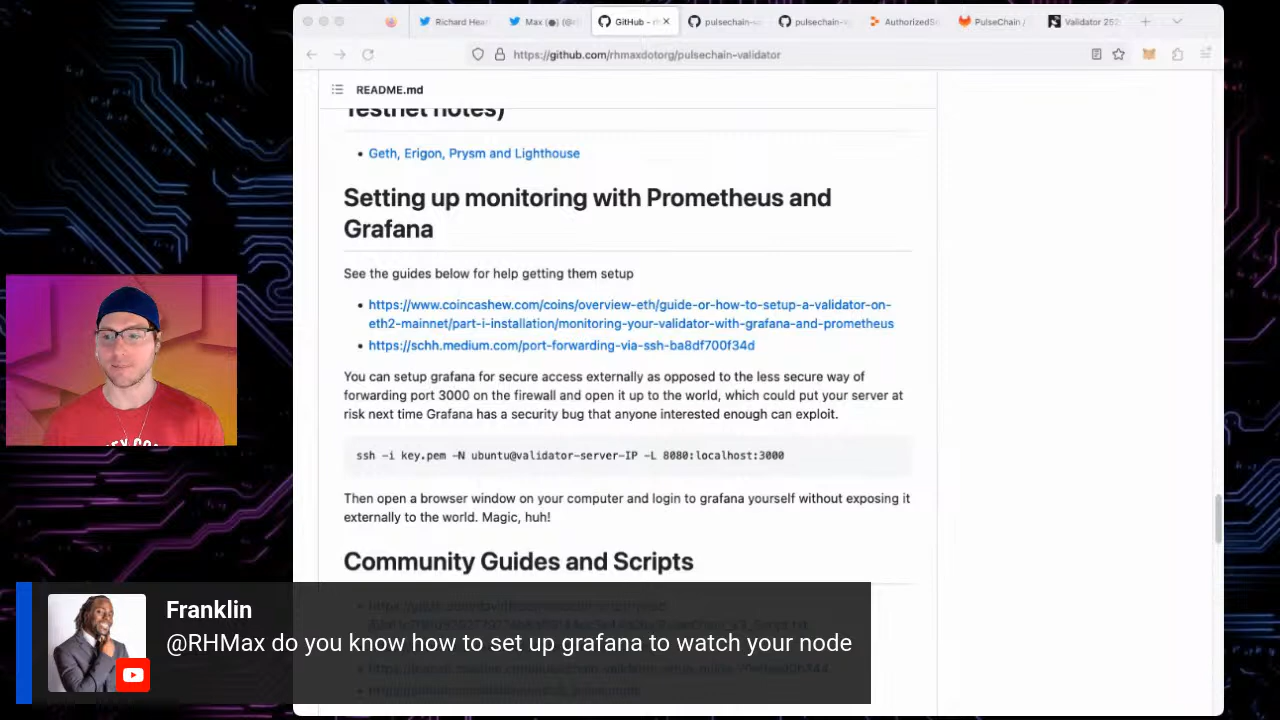 Richard Hear
Max (●) (@R
GitHub - r
pulsechain-
pulsechain-v
AuthorizedS
PulseChain /
Validator 252
https://github.com/rhmaxdotorg/pulsechain-validator
README.md
Testnet notes)
Geth, Erigon, Prysm and Lighthouse
Setting up monitoring with Prometheus and
Grafana
See the guides below for help getting them setup
https://www.coincashew.com/coins/overview-eth/guide-or-how-to-setup-a-validator-on-
eth2-mainnet/part-i-installation/monitoring-your-validator-with-grafana-and-prometheus
https://schh.medium.com/port-forwarding-via-ssh-ba8df700f34d
You can setup grafana for secure access externally as opposed to the less secure way of
forwarding port 3000 on the firewall and open it up to the world, which could put your server at
risk next time Grafana has a security bug that anyone interested enough can exploit.
ssh -i key.pem -N ubuntu@validator-server-IP -L 8080:localhost:3000
Then open a browser window on your computer and login to grafana yourself without exposing it
externally to the world. Magic, huh!
Community Guides and Scripts
Franklin
@RHMax do you know how to set up grafana to watch your node